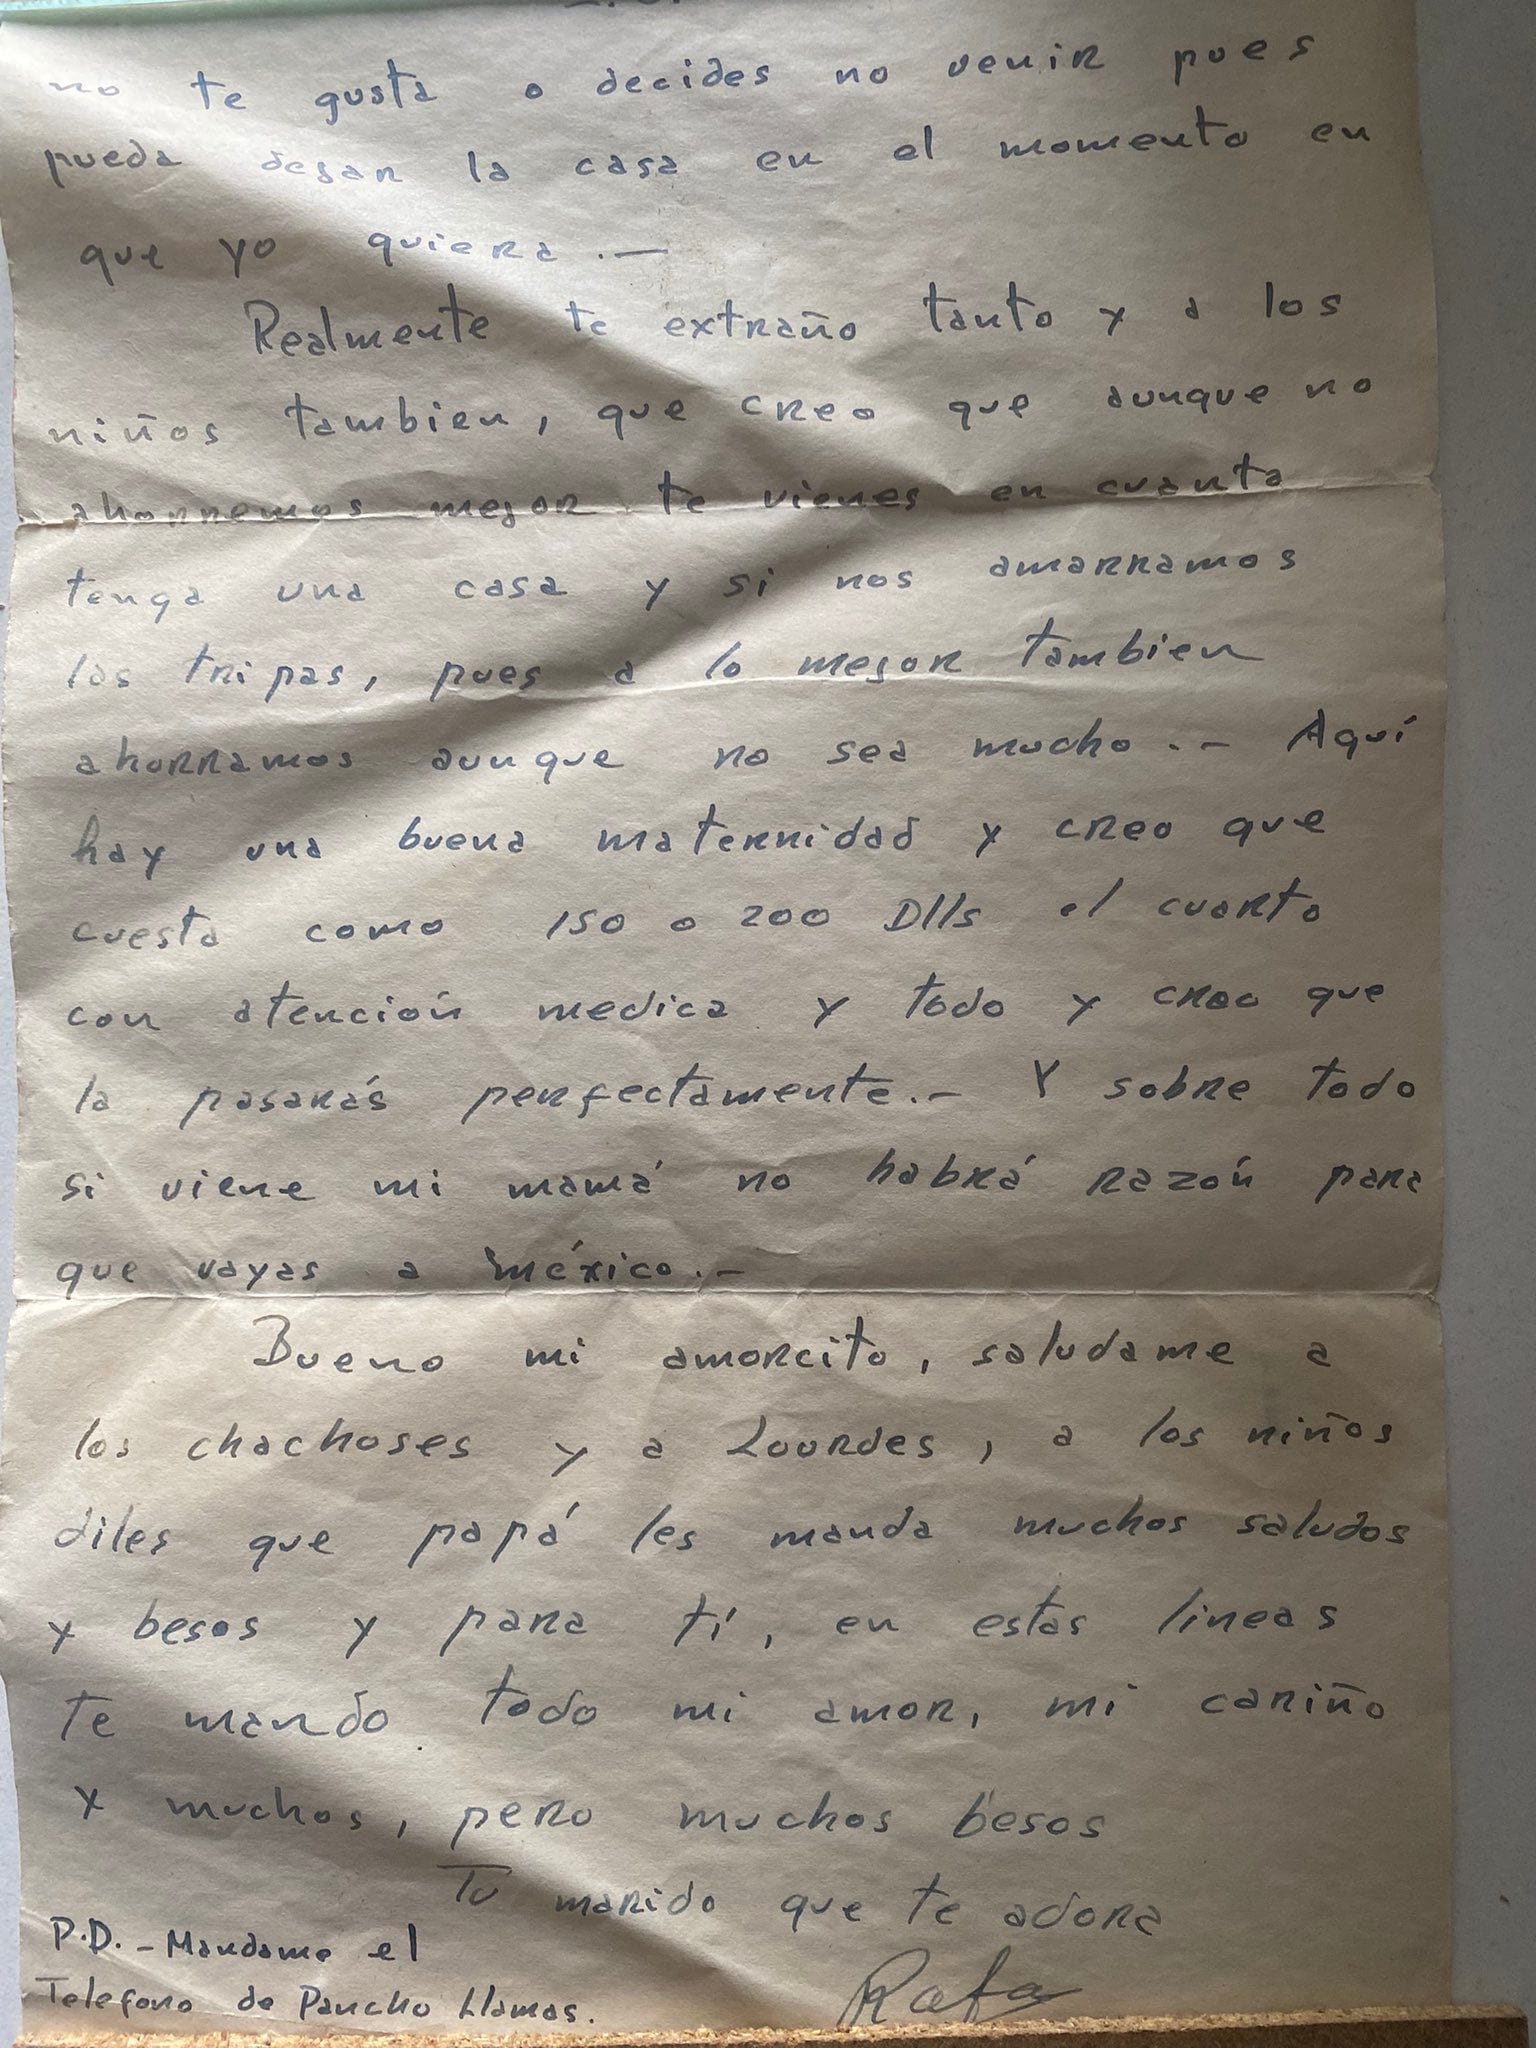 no te gusta o decides no venir pues
pueda desar la casa en el momento en
que yo quiera.—
Realmente te extraño tanto y a los
niños tambien, que creo que aunque no
ahorremos mesor te vienes en cuanta
tenga una casa y si nos amarramos
las tripas, pues a lo mesor tambien
ahorramos aunque no sea mucho.- Aquí
hay una buena maternidad y creo que
cuesta como 150 o 200 Dlls el cuarto
con atención medica y todo y creo que
la pasarás perfectamente.- Y sobre todo
si viene mi mamá no habrá razón para
que vayas a méxico.-
Bueno mi amorcito, saludame a
los chachoses y a Lourdes, a los niños
diles que papá les manda muchos saludos
y besos y para tí, en estas lineas
te mando todo mi amor, mi cariño
y muchos, pero muchos besos
Tu marido que te adora
Rafa
P.D.- Mandame el
Telefono de Pancho Llamas.